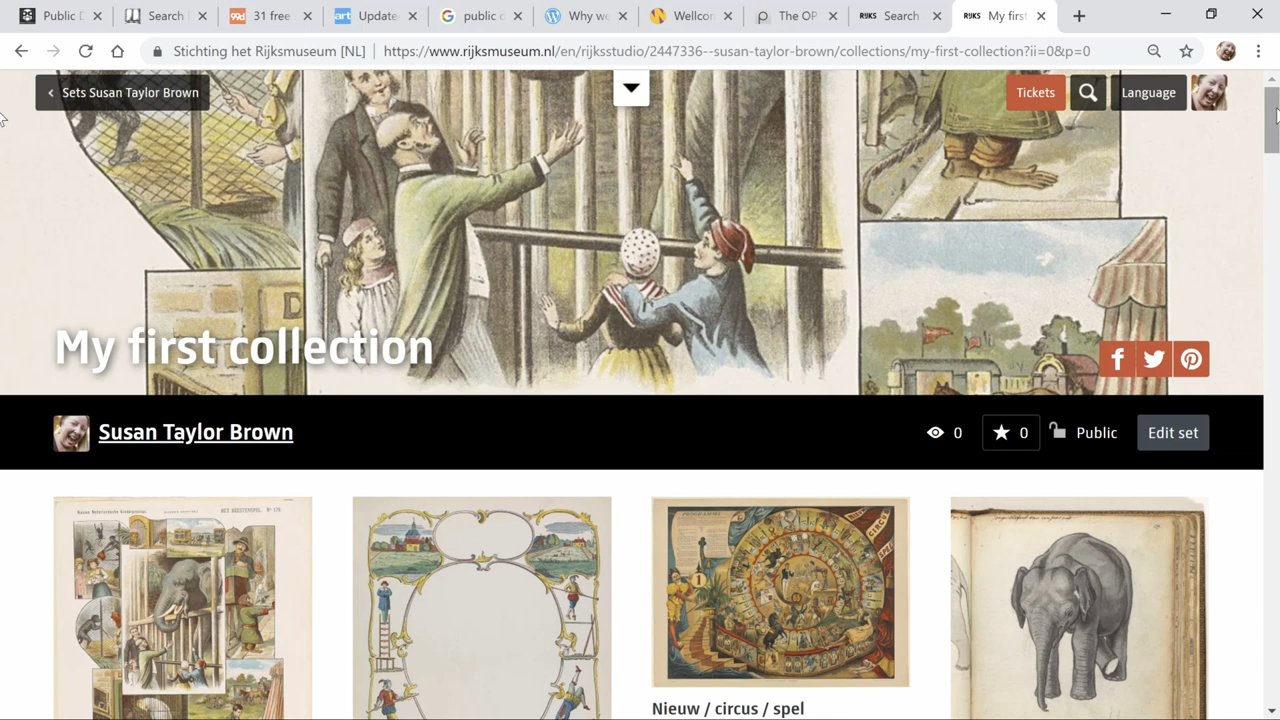 Public D
Search
31 free
Update
public d
Why we
Wellcom
The OP
RIJKS Search
RIJKS My first
Stichting het Rijksmuseum [NL] https://www.rijksmuseum.nl/en/rijksstudio/2447336--susan-taylor-brown/collections/my-first-collection?ii=0&p=0
Sets Susan Taylor Brown
Tickets
Language
My first collection
Susan Taylor Brown
0
0
Public
Edit set
Nieuw / circus / spel